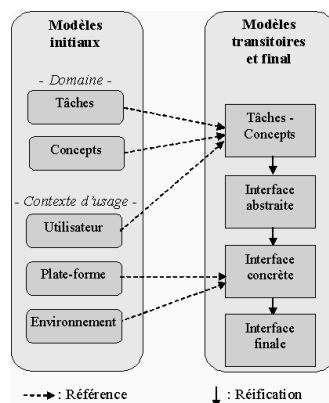 Modèles
initiaux
- Domaine -
Tâches
Concepts
- Contexte d'usage -
Utilisateur
Plate-forme
Environnement
Modèles
transitoires
et final
Tâches -
Concepts
Interface
abstraite
Interface
concrète
Interface
finale
: Référence
: Réification